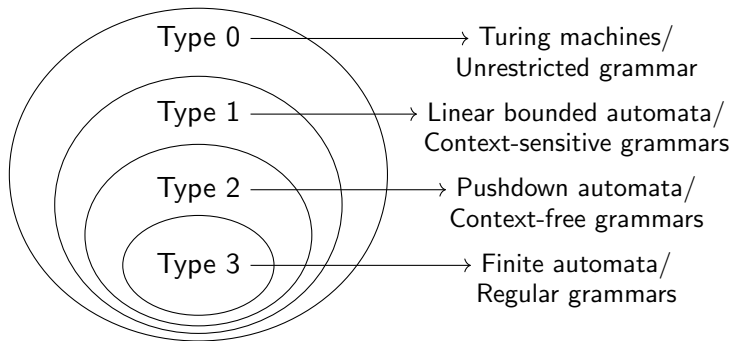 Type 0
Turing machines/
Unrestricted grammar
Type 1
Linear bounded automata/
Context-sensitive grammars
Type 2
Pushdown automata/
Context-free grammars
Type 3
Finite automata/
Regular grammars